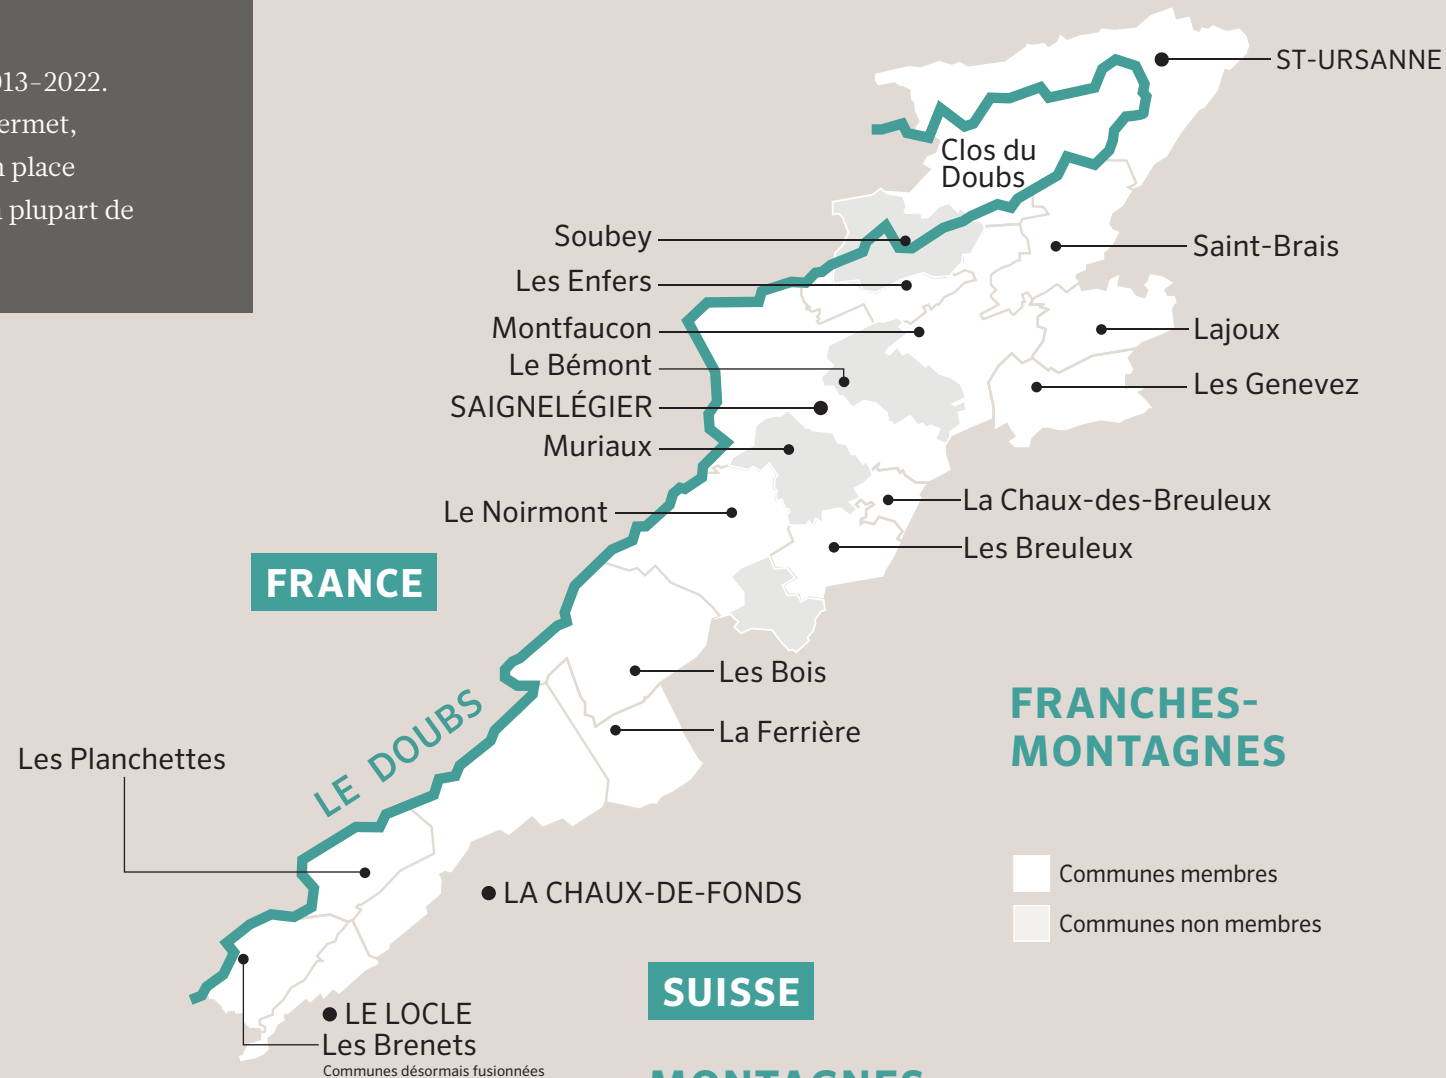 2013–2022.
place
plupart de
ST-URSANNE
Clos du
Doubs
Soubey
Saint-Brais
Les Enfers
Montfaucon
Lajoux
Le Bémont
Les Genevez
SAIGNELÉGIER
Muriaux
La Chaux-des-Breuleux
Le Noirmont
Les Breuleux
FRANCE
Les Bois
FRANCHES-
MONTAGNES
LE DOUBS
La Ferrière
Les Planchettes
Communes membres
LA CHAUX-DE-FONDS
Communes non membres
SUISSE
LE LOCLE
Les Brenets
Communes désormais fusionnées
MONTAGNES